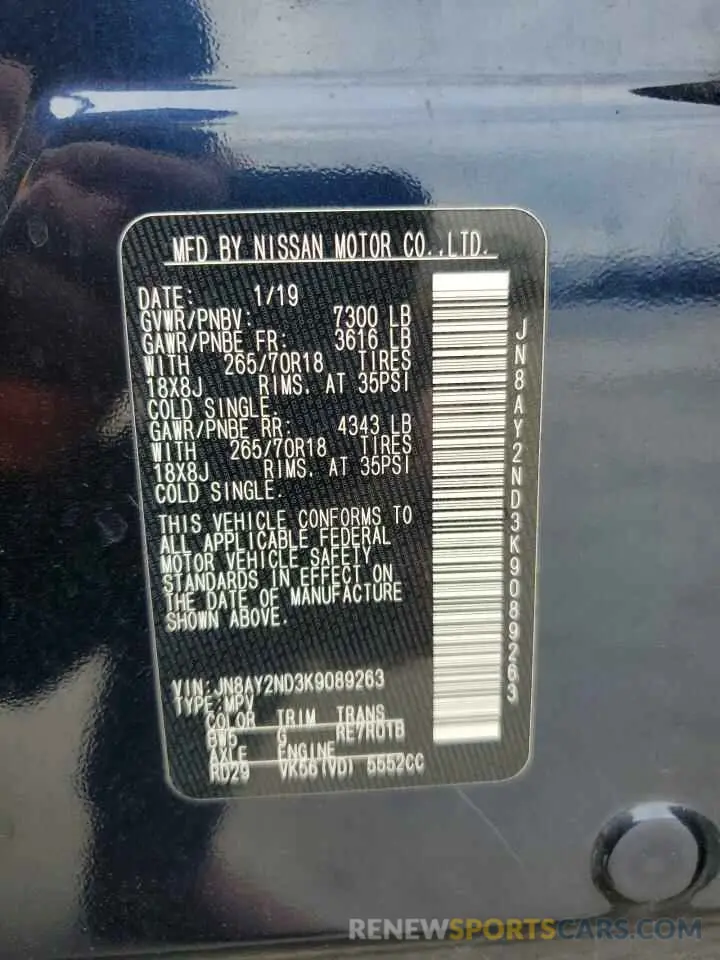 MFD BY NISSAN MOTOR CO.,LTD.
DATE: 1/19
GVWR/PNBV: 7300 LB
GAWR/PNBE FR: 3616 LB
WITH 265/70R18 TIRES
18X8J RIMS, AT 35PSI
COLD SINGLE.
GAWR/PNBE RR: 4343 LB
WITH 265/70R18 TIRES
18X8J RIMS, AT 35PSI
COLD SINGLE.
THIS VEHICLE CONFORMS TO
ALL APPLICABLE FEDERAL
MOTOR VEHICLE SAFETY
STANDARDS IN EFFECT ON
THE DATE OF MANUFACTURE
SHOWN ABOVE.
VIN:JN8AY2ND3K9089263
TYPE:MPV
COLOR TRIM TRANS
BW5 G RE7R01B
AXLE ENGINE
RD29 VK56(VD) 5552CC
JN8AY2ND3K9089263
RENEWSPORTSCARS.COM